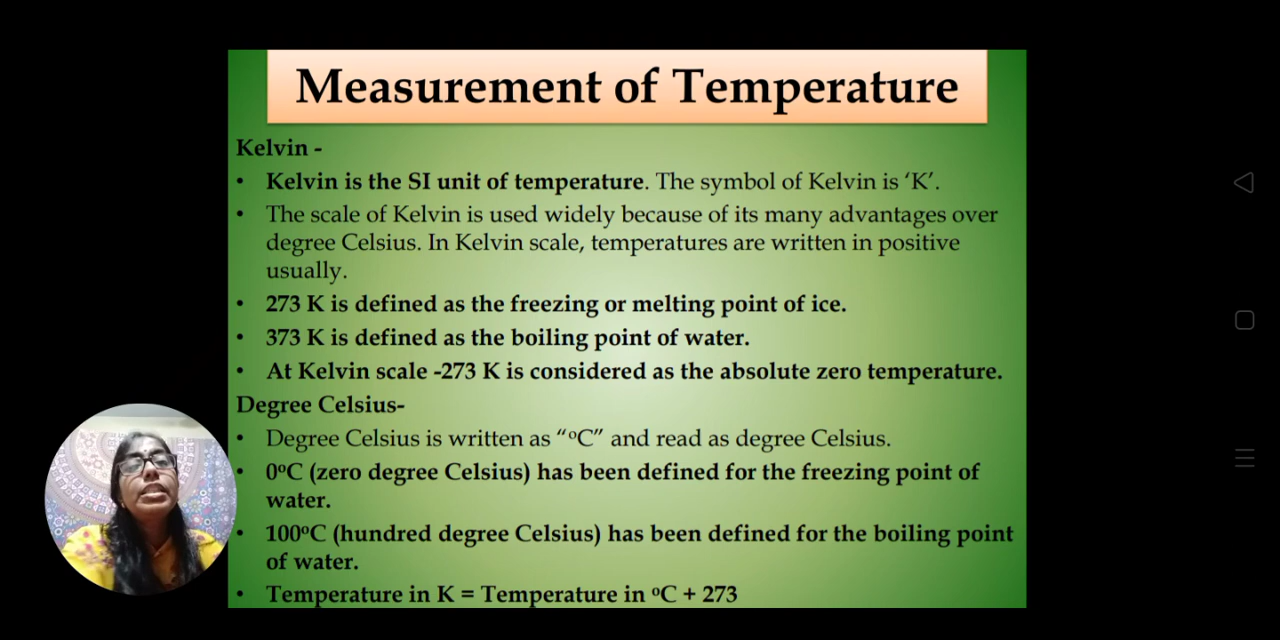 Measurement of Temperature
Kelvin -
• Kelvin is the SI unit of temperature. The symbol of Kelvin is ‘K’.
• The scale of Kelvin is used widely because of its many advantages over
degree Celsius. In Kelvin scale, temperatures are written in positive
usually.
• 273 K is defined as the freezing or melting point of ice.
• 373 K is defined as the boiling point of water.
• At Kelvin scale -273 K is considered as the absolute zero temperature.
Degree Celsius-
• Degree Celsius is written as “⁰C” and read as degree Celsius.
• 0⁰C (zero degree Celsius) has been defined for the freezing point of
water.
• 100⁰C (hundred degree Celsius) has been defined for the boiling point
of water.
• Temperature in K = Temperature in ⁰C + 273